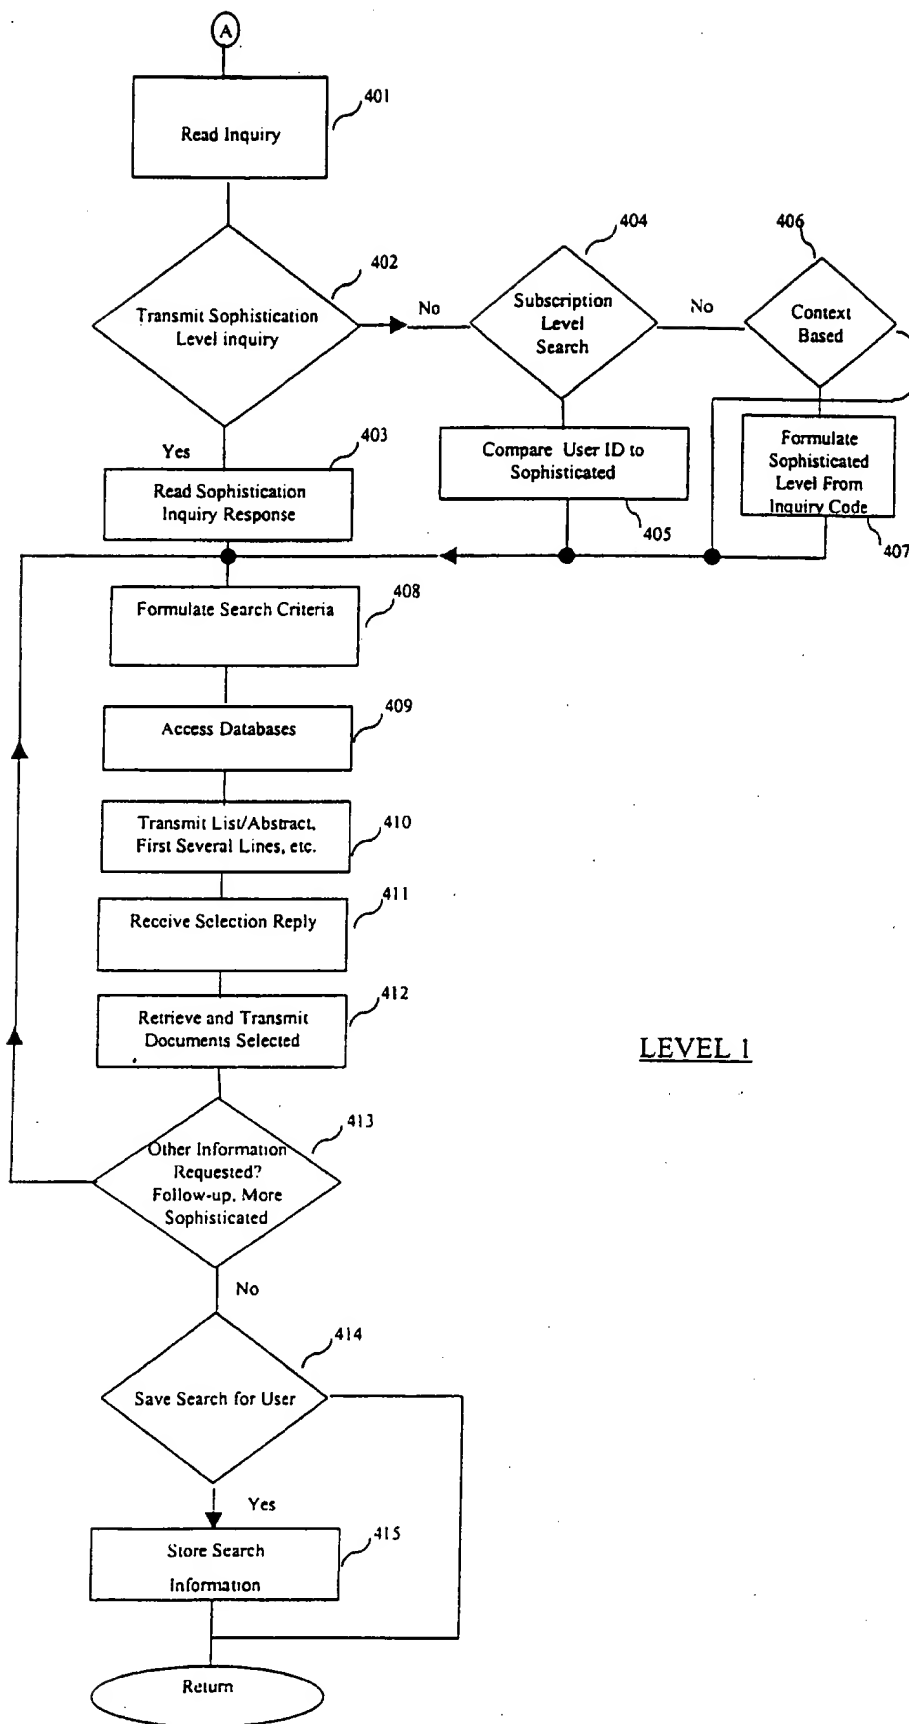 A
401
Read Inquiry
402
Transmit Sophistication
Level inquiry
No
404
Subscription
Level
Search
No
406
Context
Based
Yes
403
Read Sophistication
Inquiry Response
Compare User ID to
Sophisticated
405
Formulate
Sophisticated
Level From
Inquiry Code
407
408
Formulate Search Criteria
409
Access Databases
Transmit List/Abstract,
First Several Lines, etc.
410
411
Receive Selection Reply
412
Retrieve and Transmit
Documents Selected
LEVEL 1
413
Other Information
Requested?
Follow-up, More
Sophisticated
No
414
Save Search for User
Yes
415
Store Search
Information
Return